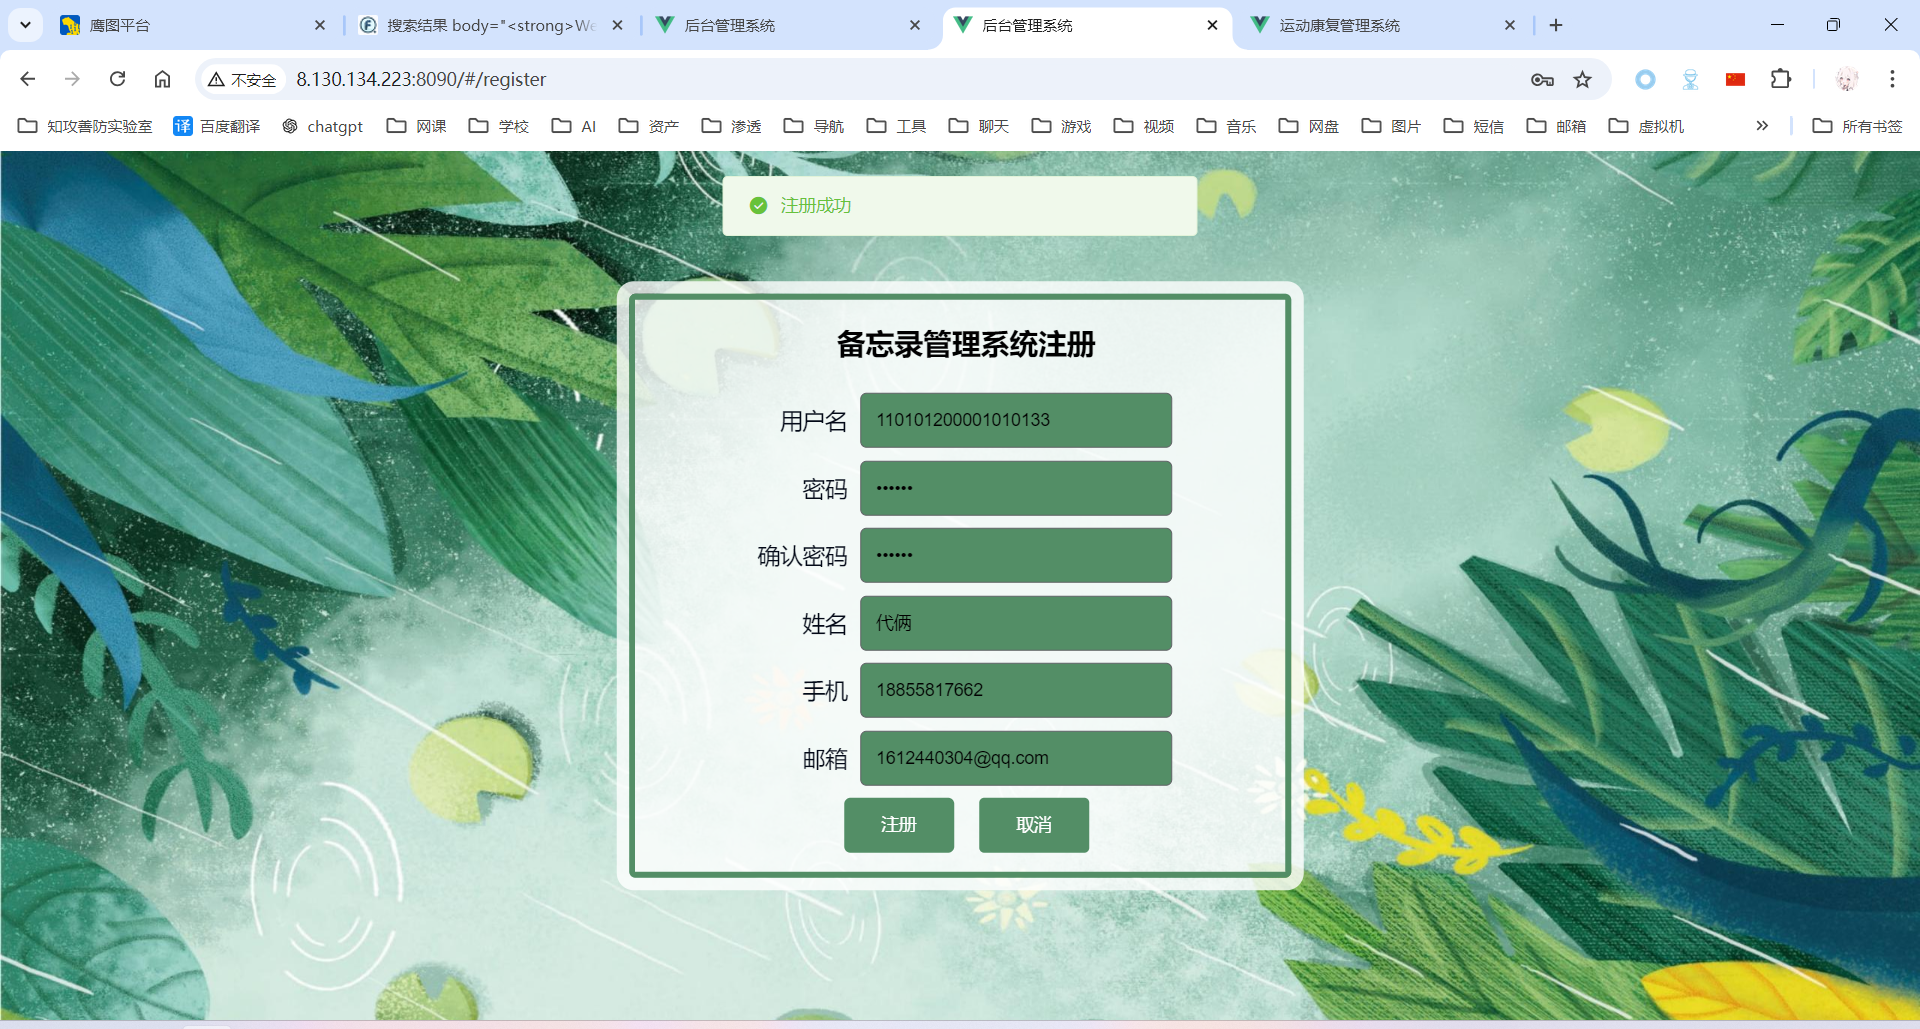 鹰图平台
搜索结果 body="<strong>We
后台管理系统
后台管理系统
运动康复管理系统
不安全
8.130.134.223:8090/#/register
知攻善防实验室
译 百度翻译
chatgpt
网课
学校
AI
资产
渗透
导航
工具
聊天
游戏
视频
音乐
网盘
图片
短信
邮箱
虚拟机
所有书签
注册成功
备忘录管理系统注册
用户名 110101200001010133
密码 ••••••
确认密码 ••••••
姓名 代俩
手机 18855817662
邮箱 1612440304@qq.com
注册 取消